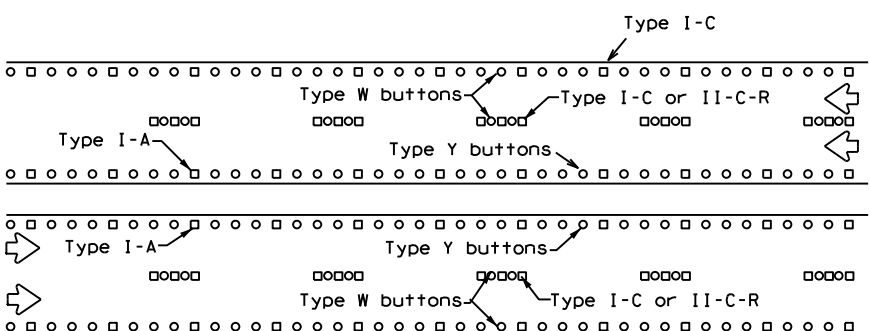 Type I-C
Type W buttons
Type I-C or II-C-R
Type I-A
Type Y buttons
Type I-A
Type Y buttons
Type W buttons
Type I-C or II-C-R